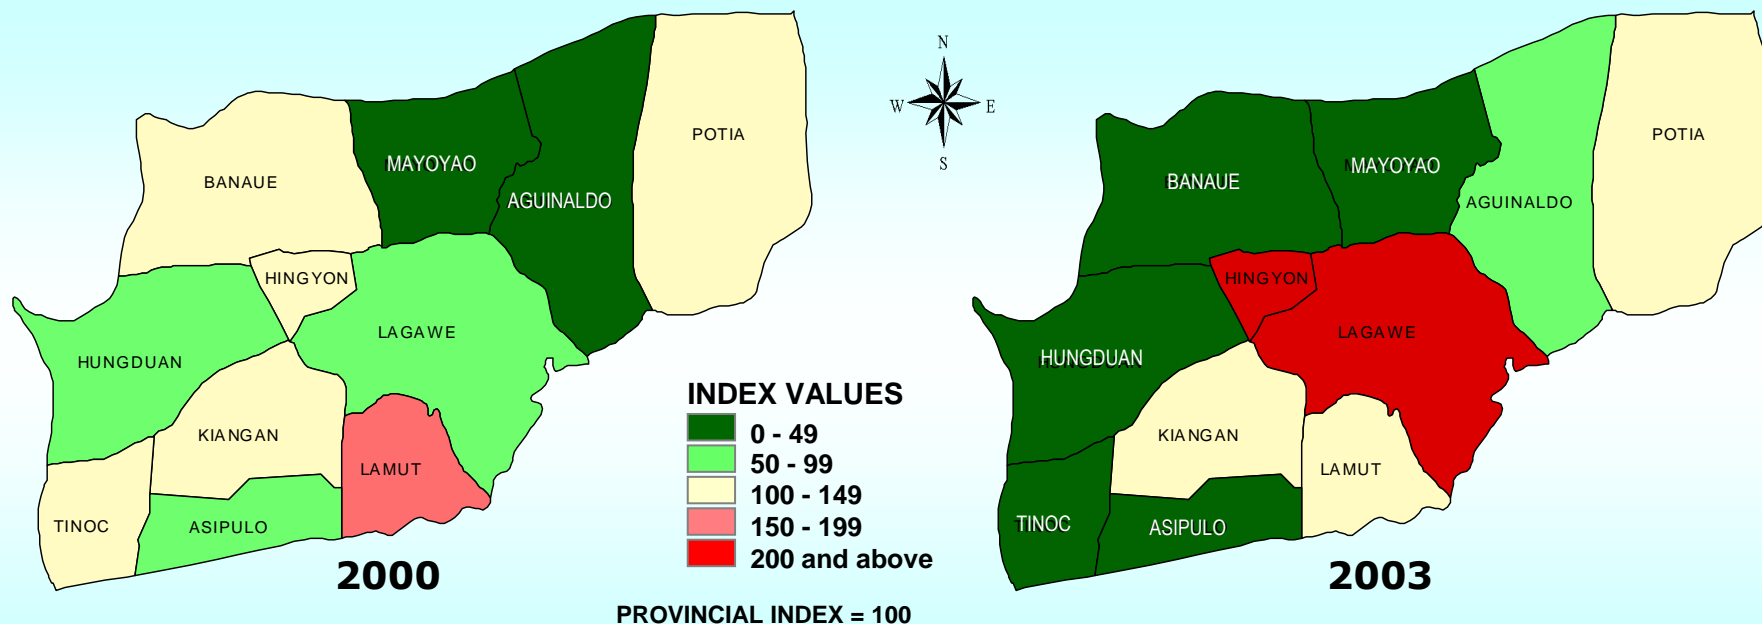 POTIA
MAYOYAO
BANAUE
AGUINALDO
HINGYON
LAGAWE
HUNGDUAN
KIANGAN
LAMUT
TINOC
ASIPULO
2000
N
W
E
S
INDEX VALUES
0 - 49
50 - 99
100 - 149
150 - 199
200 and above
PROVINCIAL INDEX = 100
POTIA
MAYOYAO
BANAUE
AGUINALDO
HINGYON
LAGAWE
HUNGDUAN
KIANGAN
LAMUT
TINOC
ASIPULO
2003